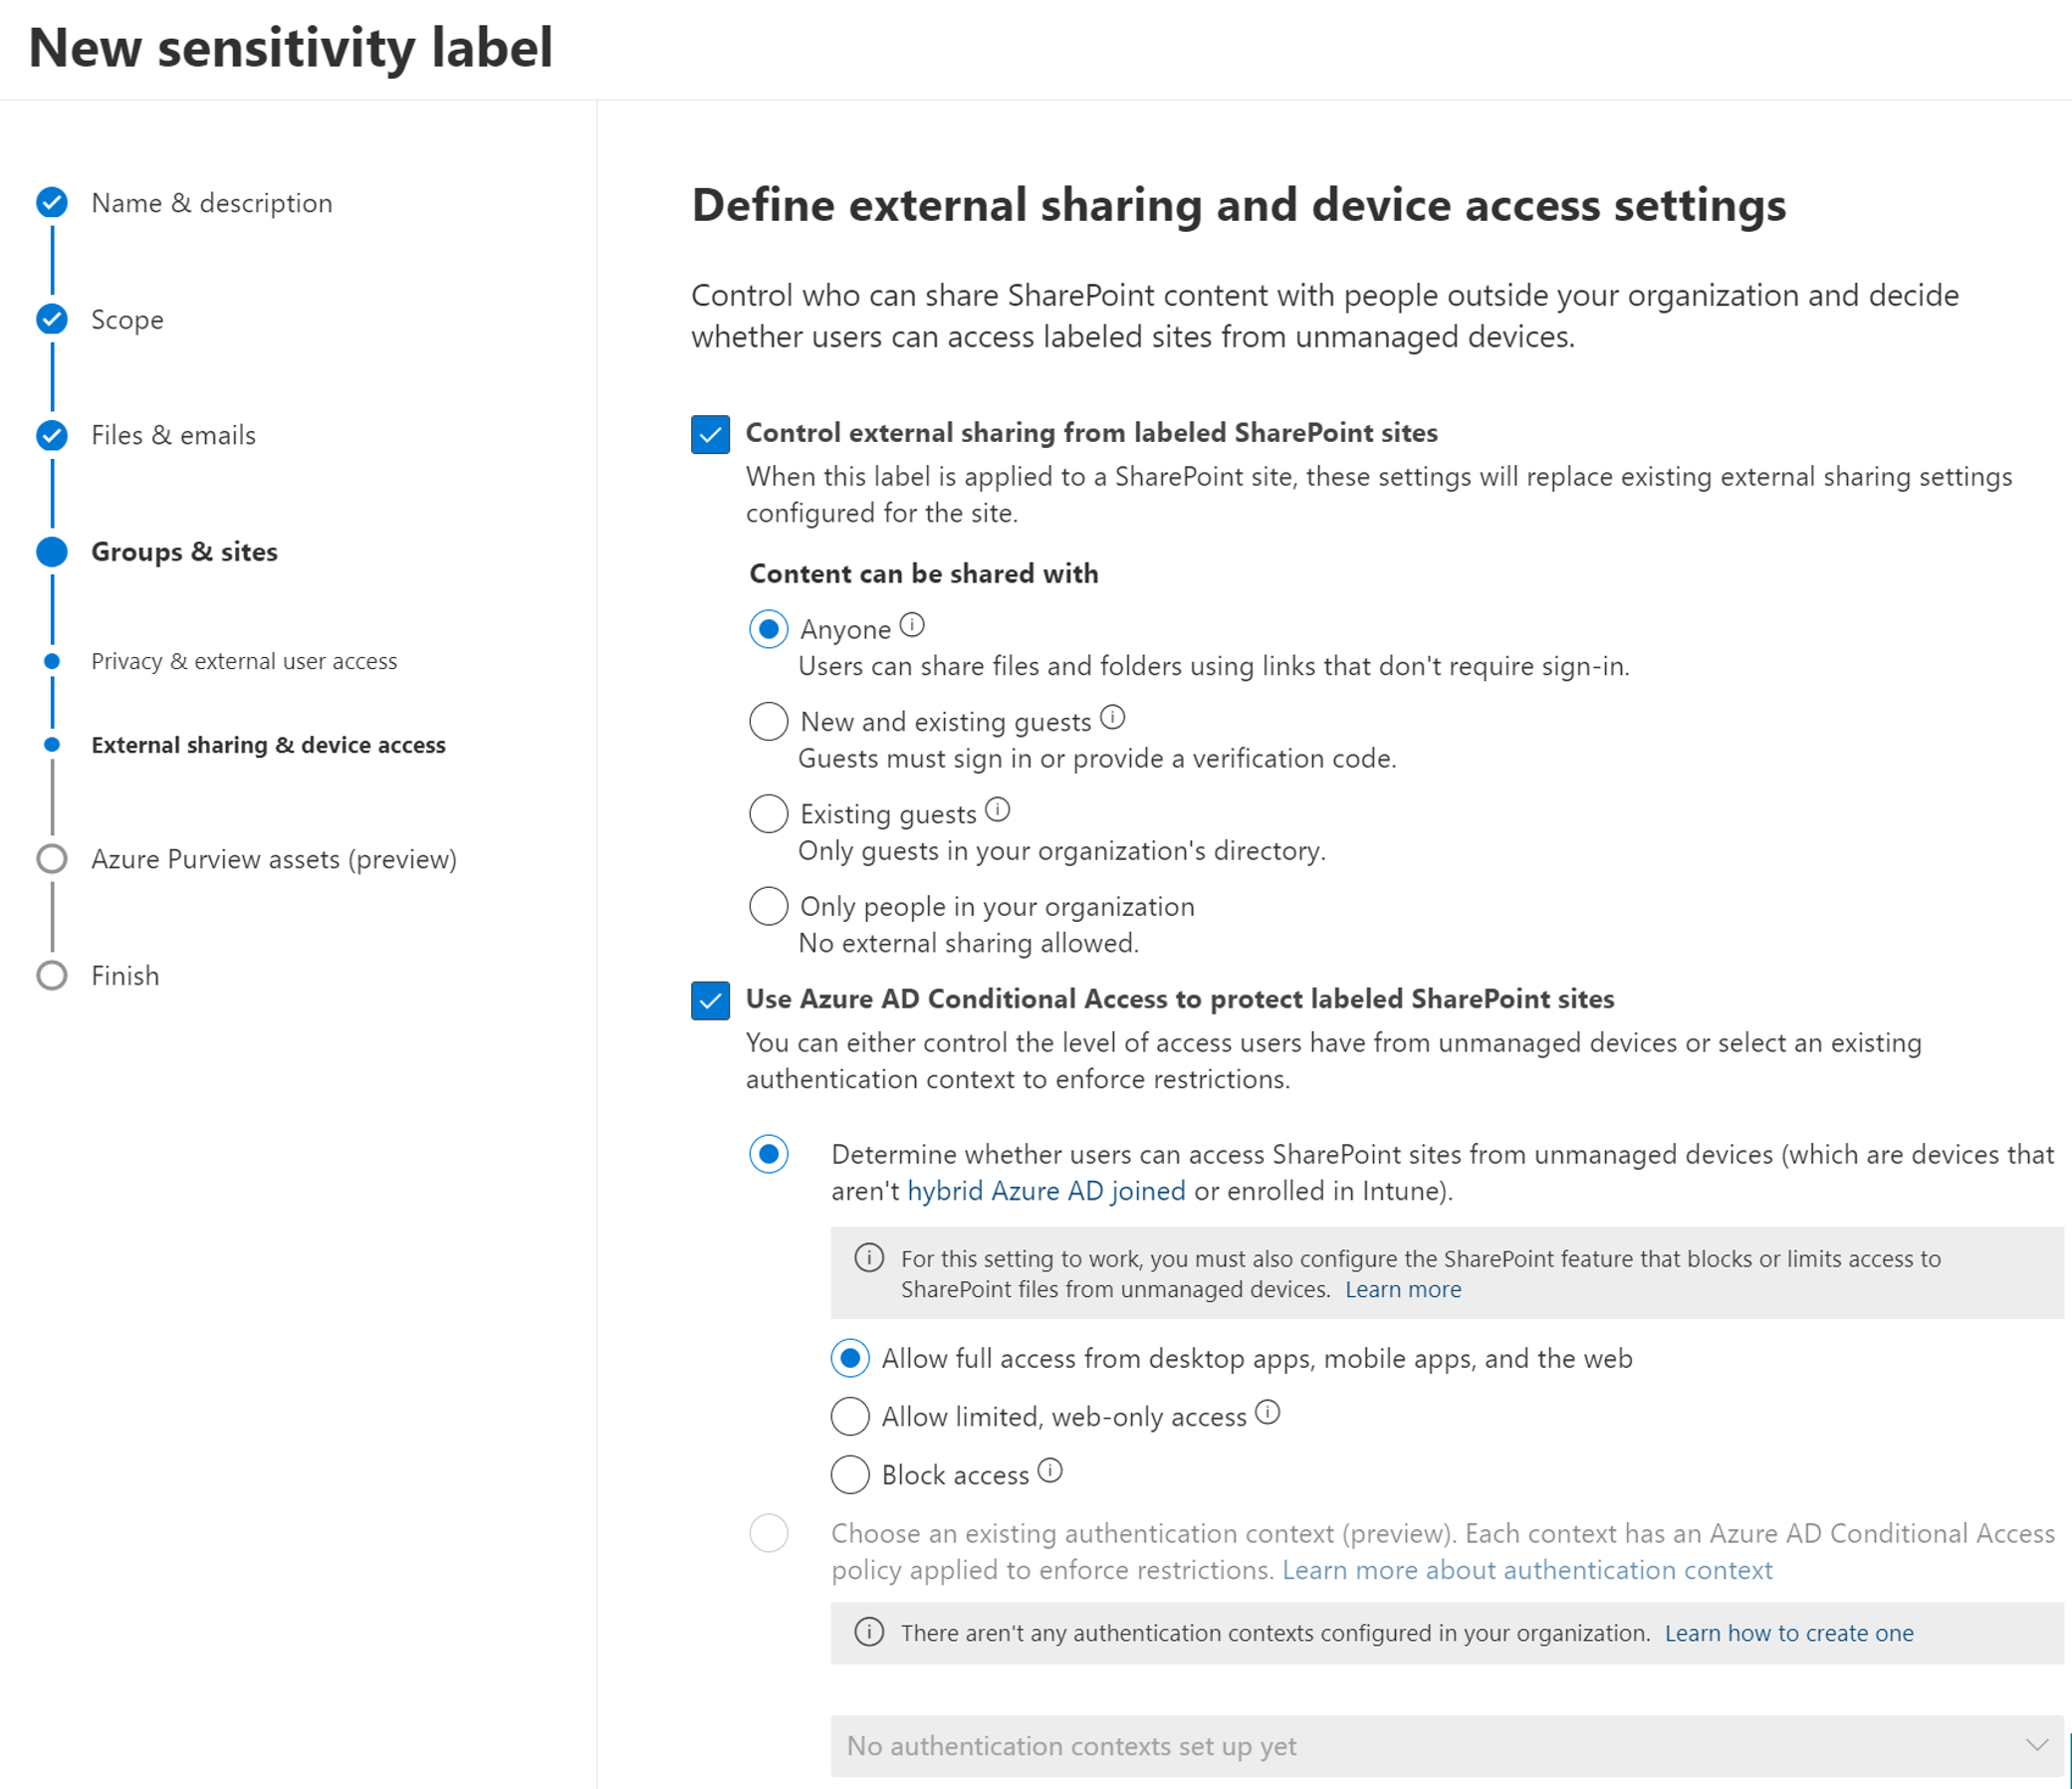 New sensitivity label
Name & description
Scope
Files & emails
Groups & sites
Privacy & external user access
External sharing & device access
Azure Purview assets (preview)
Finish
Define external sharing and device access settings
Control who can share SharePoint content with people outside your organization and decide
whether users can access labeled sites from unmanaged devices.
Control external sharing from labeled SharePoint sites
When this label is applied to a SharePoint site, these settings will replace existing external sharing settings
configured for the site.
Content can be shared with
Anyone
Users can share files and folders using links that don't require sign-in.
New and existing guests
Guests must sign in or provide a verification code.
Existing guests
Only guests in your organization's directory.
Only people in your organization
No external sharing allowed.
Use Azure AD Conditional Access to protect labeled SharePoint sites
You can either control the level of access users have from unmanaged devices or select an existing
authentication context to enforce restrictions.
Determine whether users can access SharePoint sites from unmanaged devices (which are devices that
aren't hybrid Azure AD joined or enrolled in Intune).
For this setting to work, you must also configure the SharePoint feature that blocks or limits access to
SharePoint files from unmanaged devices. Learn more
Allow full access from desktop apps, mobile apps, and the web
Allow limited, web-only access
Block access
Choose an existing authentication context (preview). Each context has an Azure AD Conditional Access
policy applied to enforce restrictions. Learn more about authentication context
There aren't any authentication contexts configured in your organization. Learn how to create one
No authentication contexts set up yet